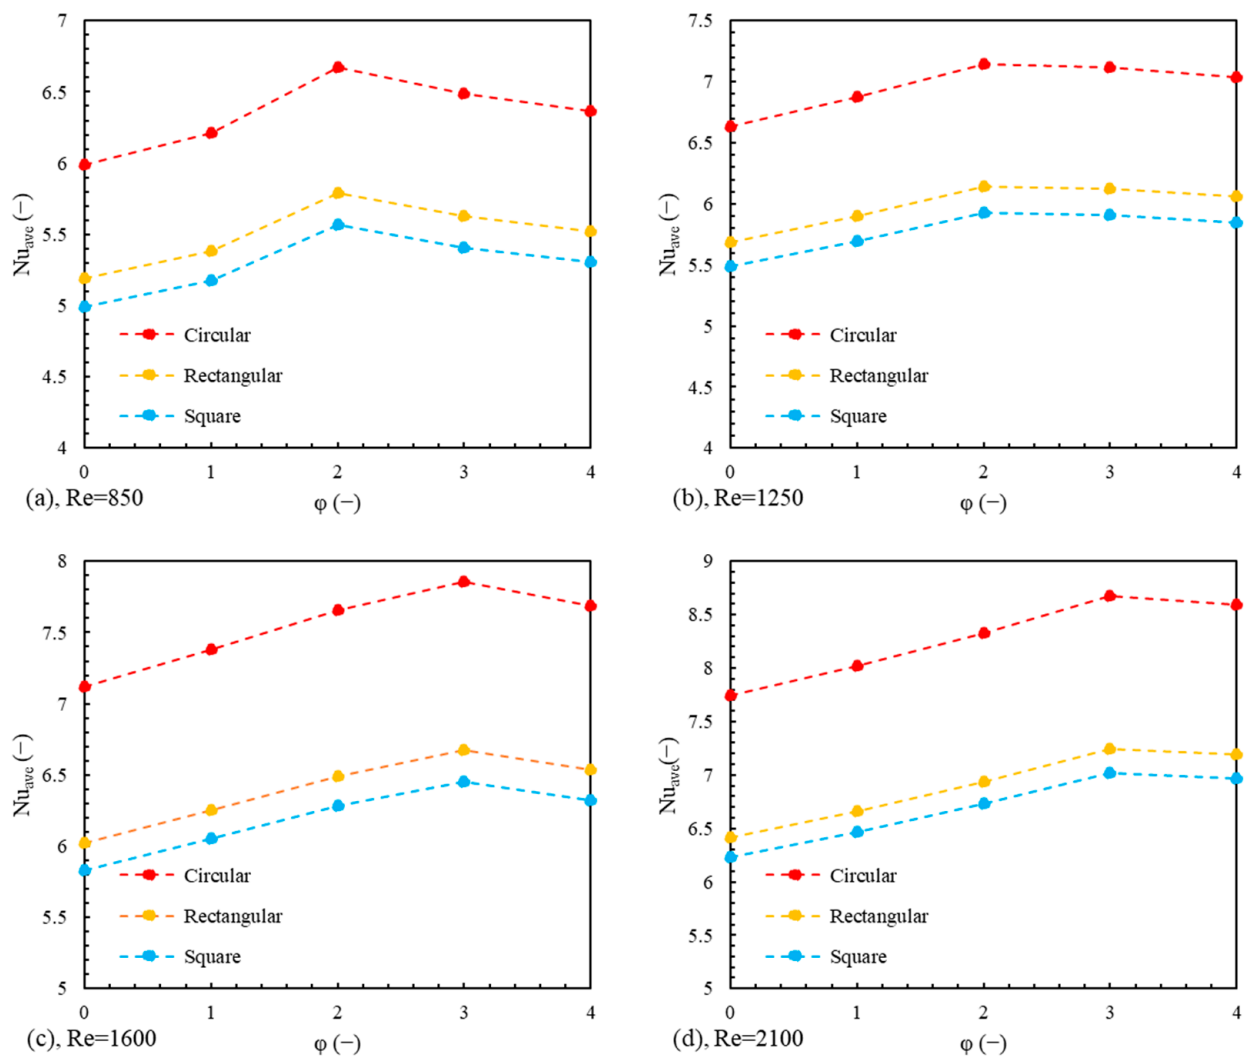 7
6.5
6
5.5
5
4.5
4
Nuave (−)
Circular
Rectangular
Square
0 1 2 3 4
(a), Re=850
φ (−)
7.5
7
6.5
6
5.5
5
4.5
4
Nuave (−)
Circular
Rectangular
Square
0 1 2 3 4
(b), Re=1250
φ (−)
8
7.5
7
6.5
6
5.5
5
Nuave (−)
Circular
Rectangular
Square
0 1 2 3 4
(c), Re=1600
φ (−)
9
8.5
8
7.5
7
6.5
6
5.5
5
Nuave(−)
Circular
Rectangular
Square
0 1 2 3 4
(d), Re=2100
φ (−)